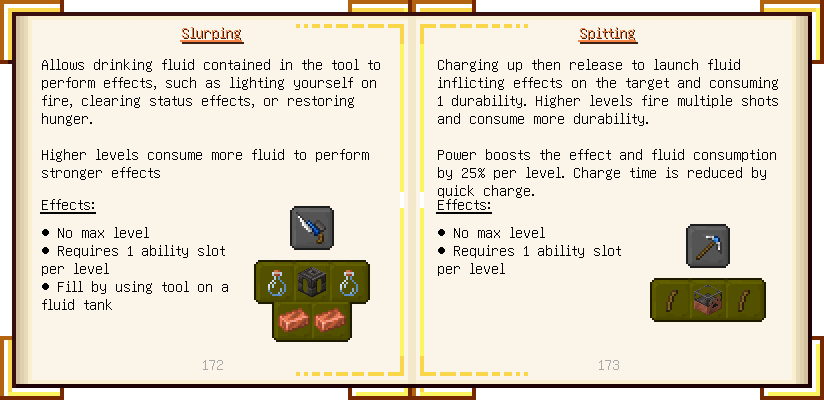 Slurping
Allows drinking fluid contained in the tool to
perform effects, such as lighting yourself on
fire, clearing status effects, or restoring
hunger.
Higher levels consume more fluid to perform
stronger effects
Effects:
● No max level
● Requires 1 ability slot
per level
● Fill by using tool on a
fluid tank
172
Spitting
Charging up then release to launch fluid
inflicting effects on the target and consuming
1 durability. Higher levels fire multiple shots
and consume more durability.
Power boosts the effect and fluid consumption
by 25% per level. Charge time is reduced by
quick charge.
Effects:
● No max level
● Requires 1 ability slot
per level
173